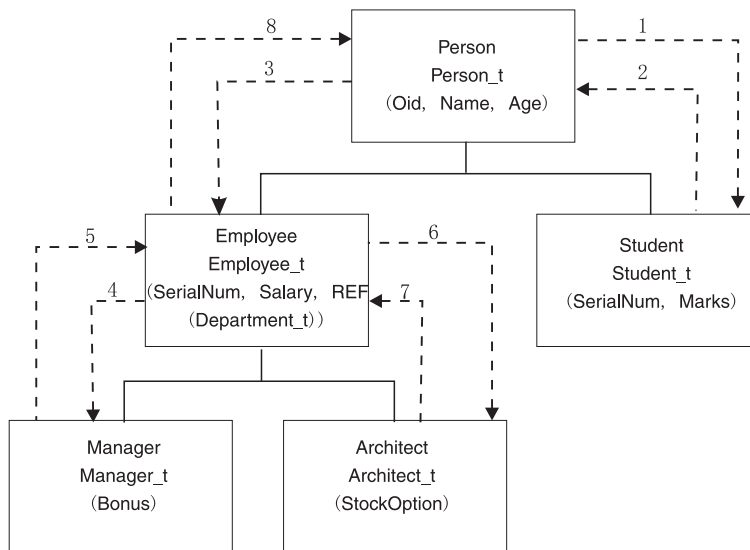 8
1
Person
Person_t
(Oid, Name, Age)
3
2
5
Employee
Employee_t
(SerialNum, Salary, REF
(Department_t))
6
Student
Student_t
(SerialNum, Marks)
4
7
Manager
Manager_t
(Bonus)
Architect
Architect_t
(StockOption)